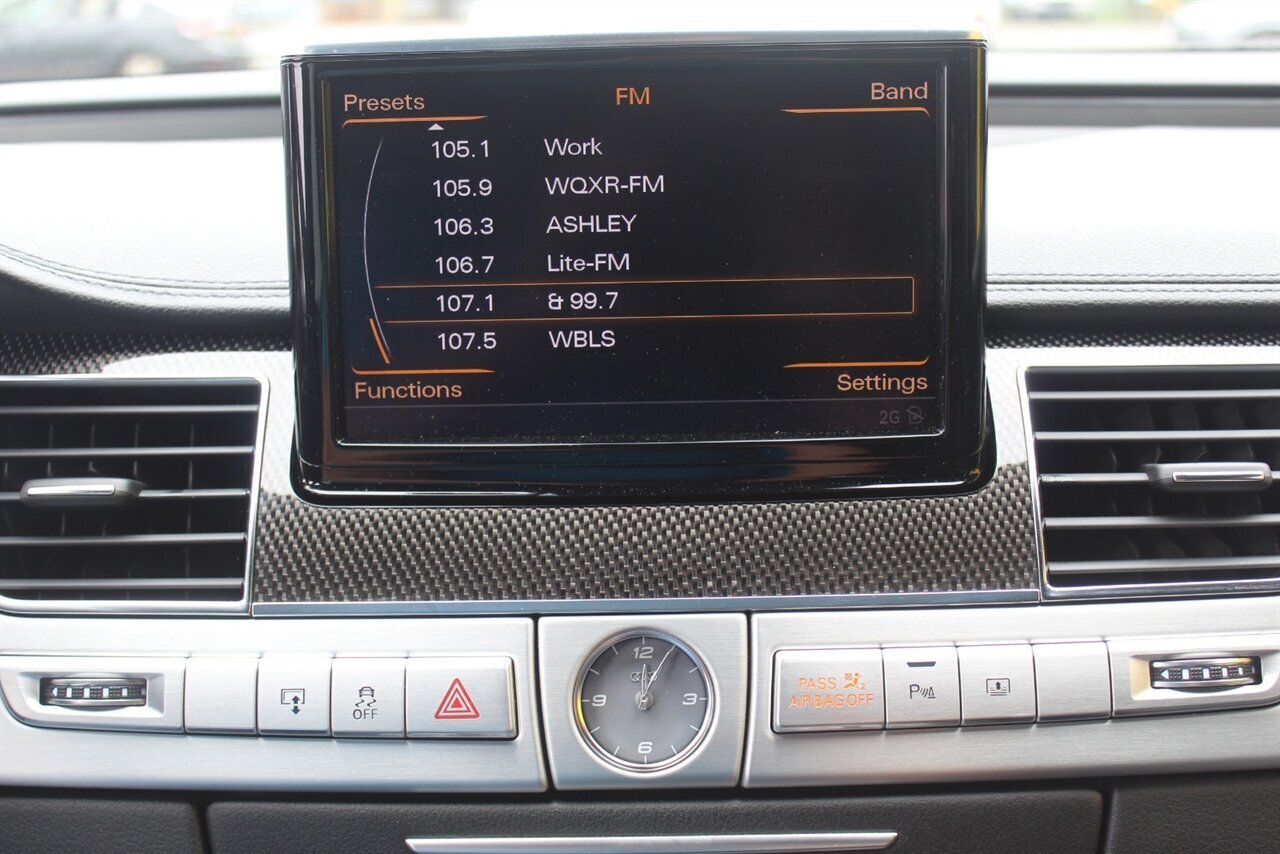 Presets
FM
Band
105.1 Work
105.9 WQXR-FM
106.3 ASHLEY
106.7 Lite-FM
107.1 & 99.7
107.5 WBLS
Functions
Settings
2G
OFF
12
9
3
6
PASS
AIRBAG OFF
P